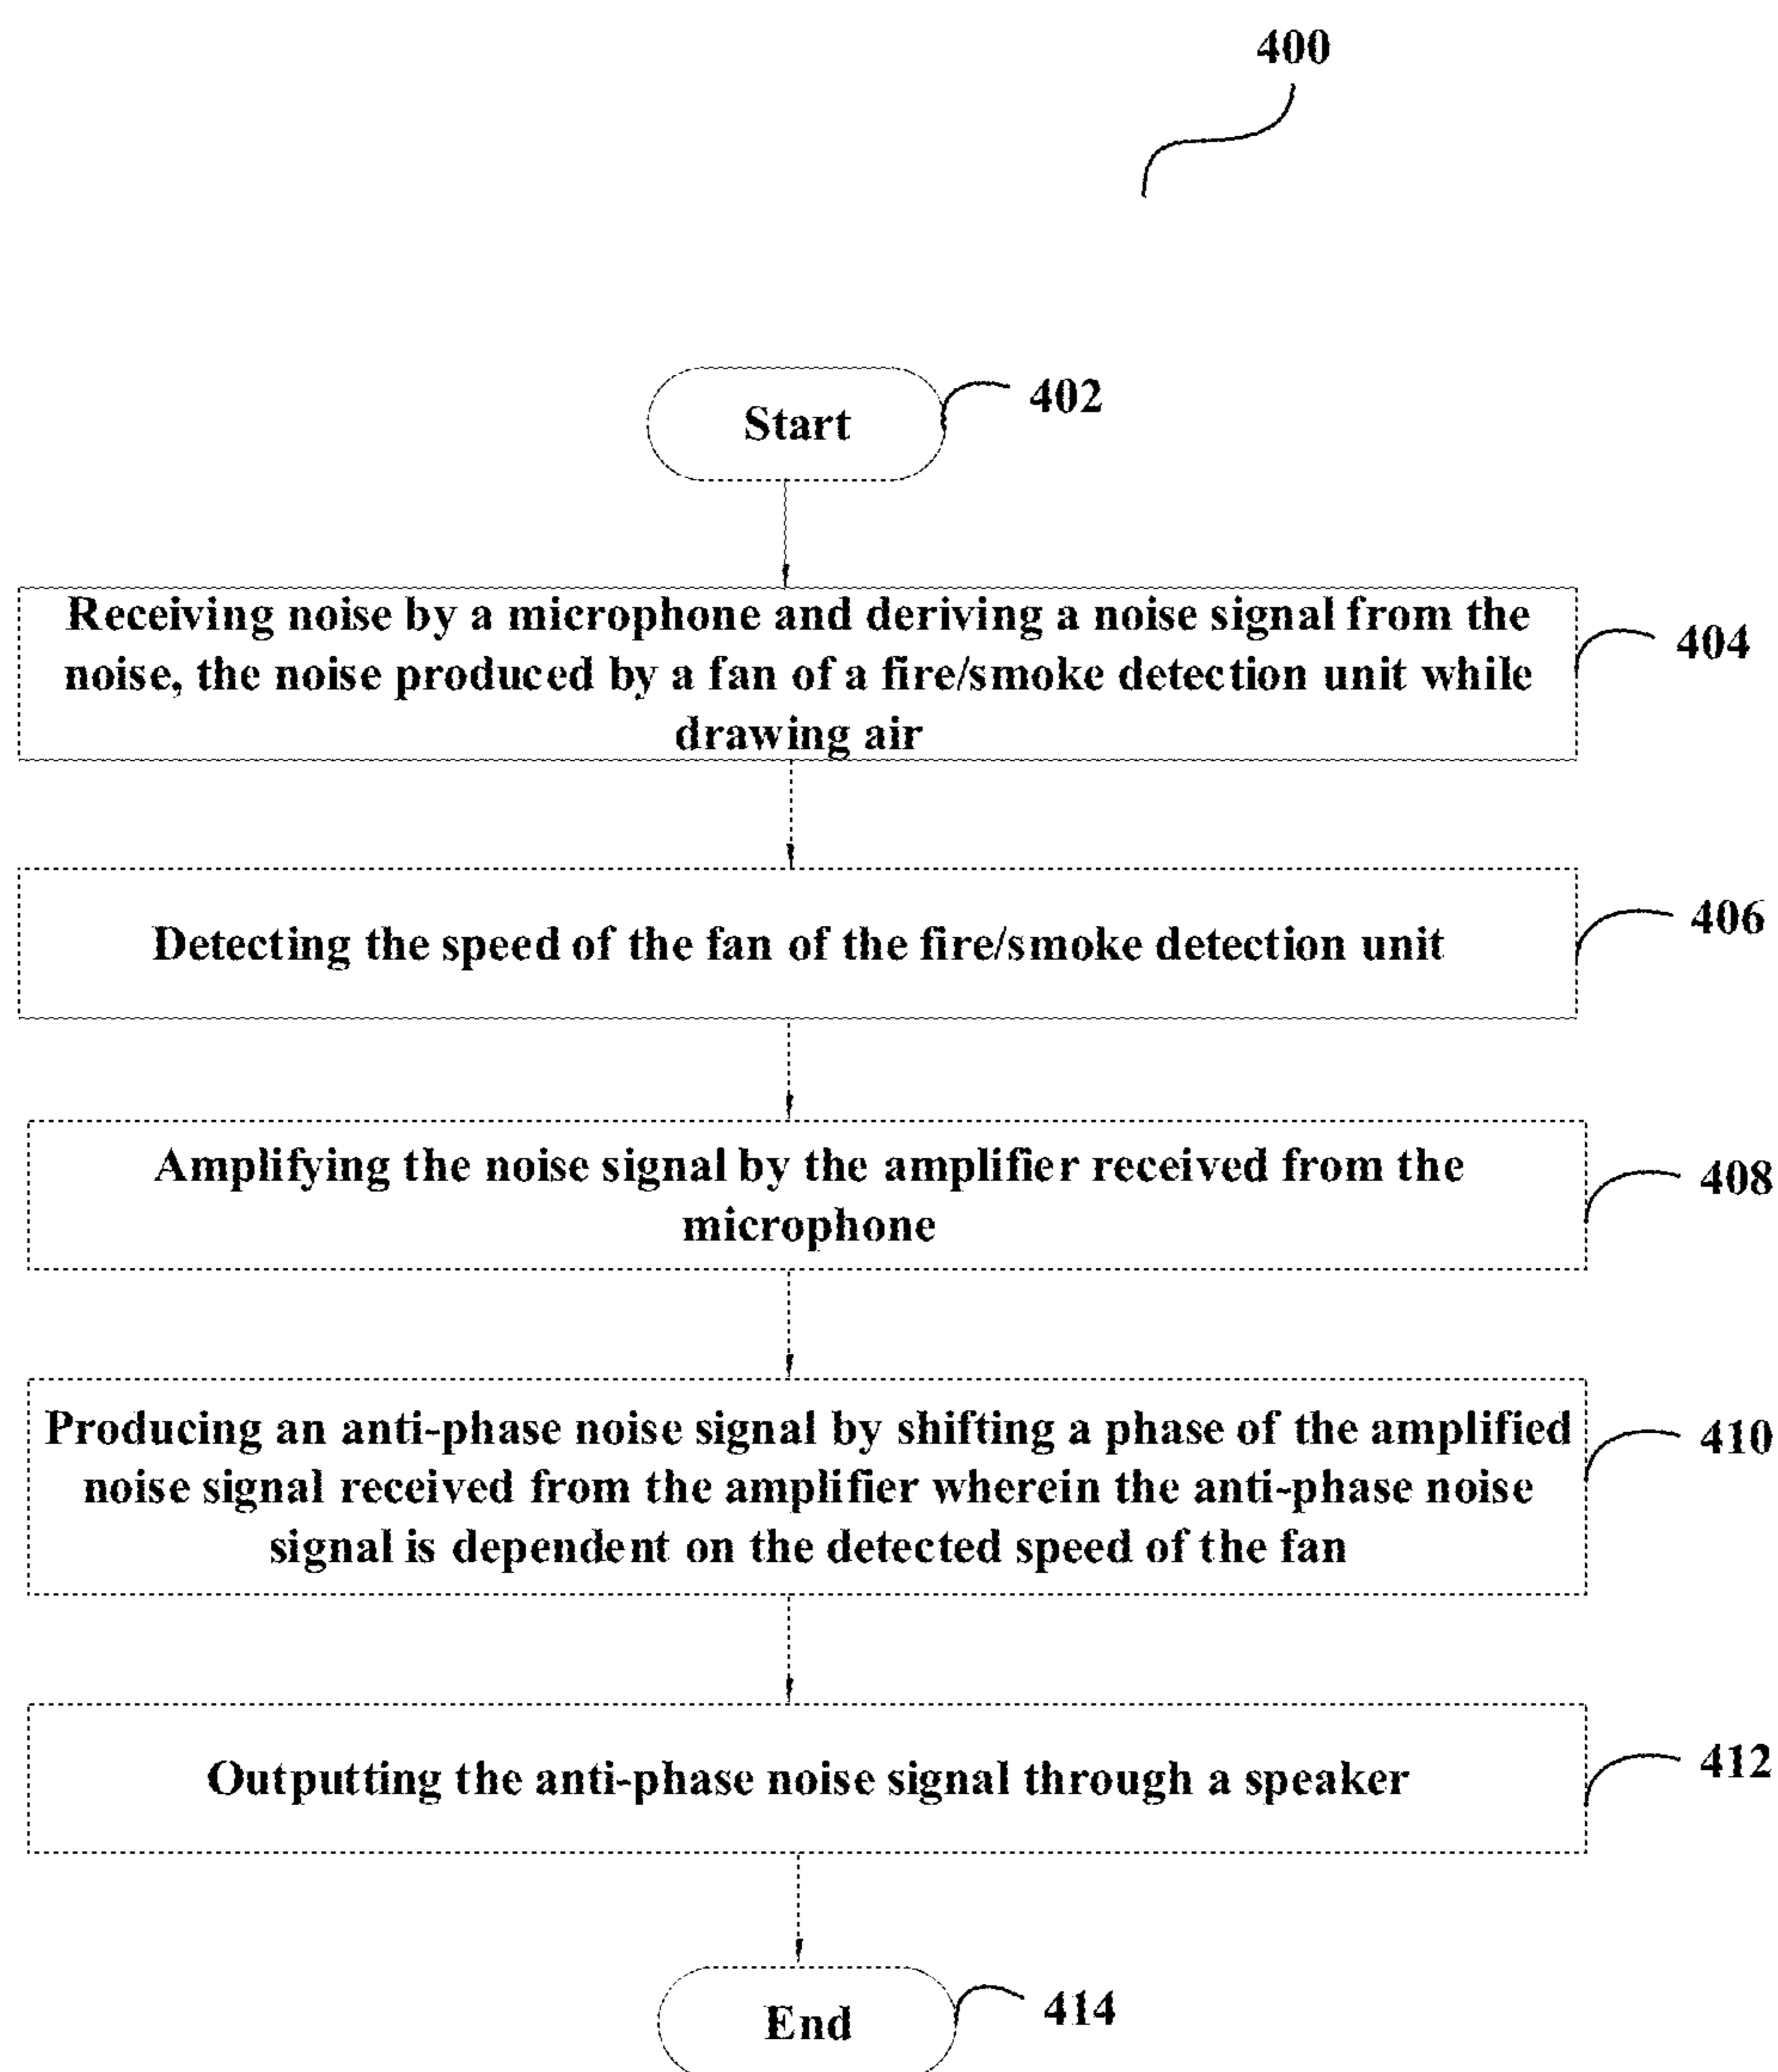 400
Start
402
Receiving noise by a microphone and deriving a noise signal from the
noise, the noise produced by a fan of a fire/smoke detection unit while
drawing air
404
Detecting the speed of the fan of the fire/smoke detection unit
406
Amplifying the noise signal by the amplifier received from the
microphone
408
Producing an anti-phase noise signal by shifting a phase of the amplified
noise signal received from the amplifier wherein the anti-phase noise
signal is dependent on the detected speed of the fan
410
Outputting the anti-phase noise signal through a speaker
412
End
414